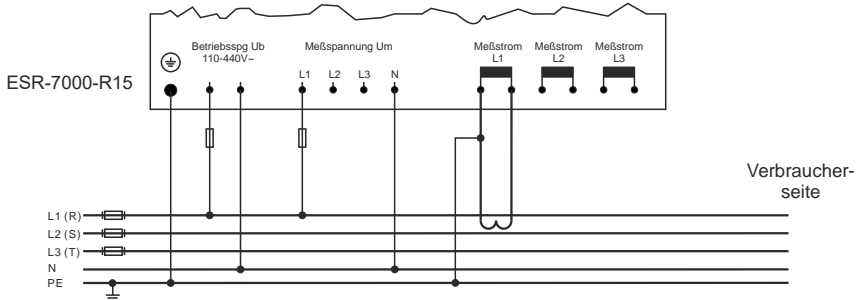 Betriebsspg Ub
110-440V~
Meßspannung Um
Meßstrom
L1
Meßstrom
L2
Meßstrom
L3
L1 L2 L3 N
ESR-7000-R15
Verbraucher-
seite
L1 (R)
L2 (S)
L3 (T)
N
PE